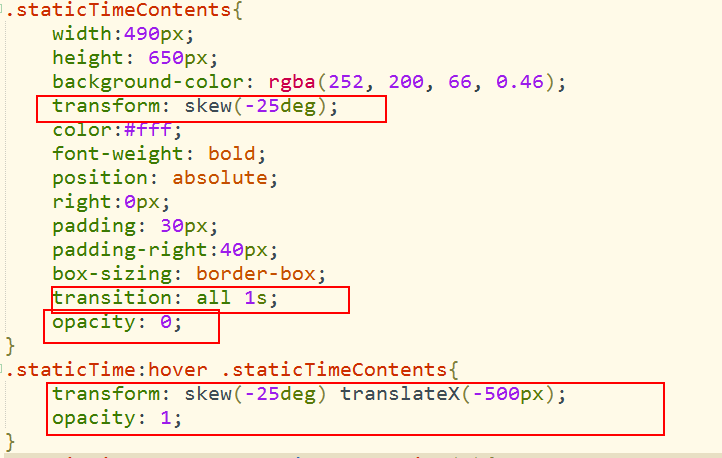 .staticTimeContents{
width:490px;
height: 650px;
background-color: rgba(252, 200, 66, 0.46);
transform: skew(-25deg);
color:#fff;
font-weight: bold;
position: absolute;
right:0px;
padding: 30px;
padding-right:40px;
box-sizing: border-box;
transition: all 1s;
opacity: 0;
}
.staticTime:hover .staticTimeContents{
transform: skew(-25deg) translateX(-500px);
opacity: 1;
}